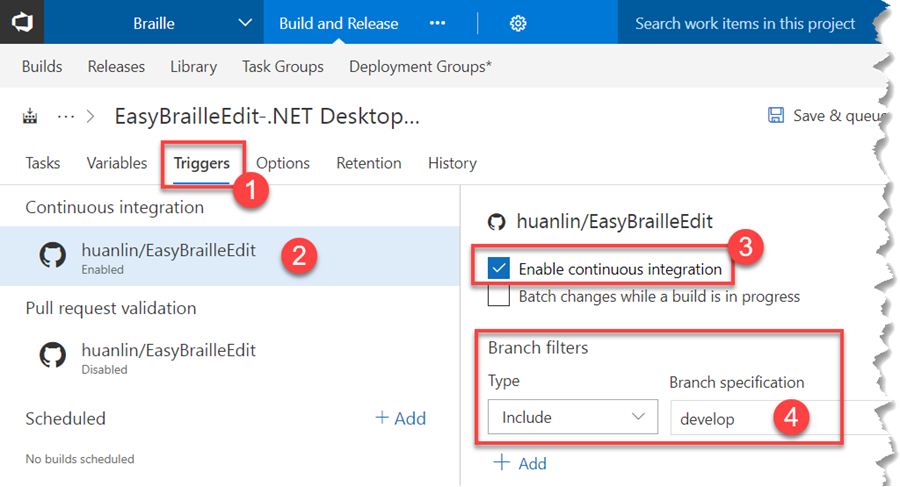 Braille
Build and Release
•••
Search work items in this project
Builds Releases Library Task Groups Deployment Groups*
... > EasyBrailleEdit-.NET Desktop...
Save & queue
Tasks Variables Triggers Options Retention History
1
Continuous integration
huanlin/EasyBrailleEdit
Enabled
2
Pull request validation
huanlin/EasyBrailleEdit
Disabled
Scheduled
+ Add
No builds scheduled
huanlin/EasyBrailleEdit
3
Enable continuous integration
Batch changes while a build is in progress
Branch filters
Type Branch specification
Include develop
4
+ Add